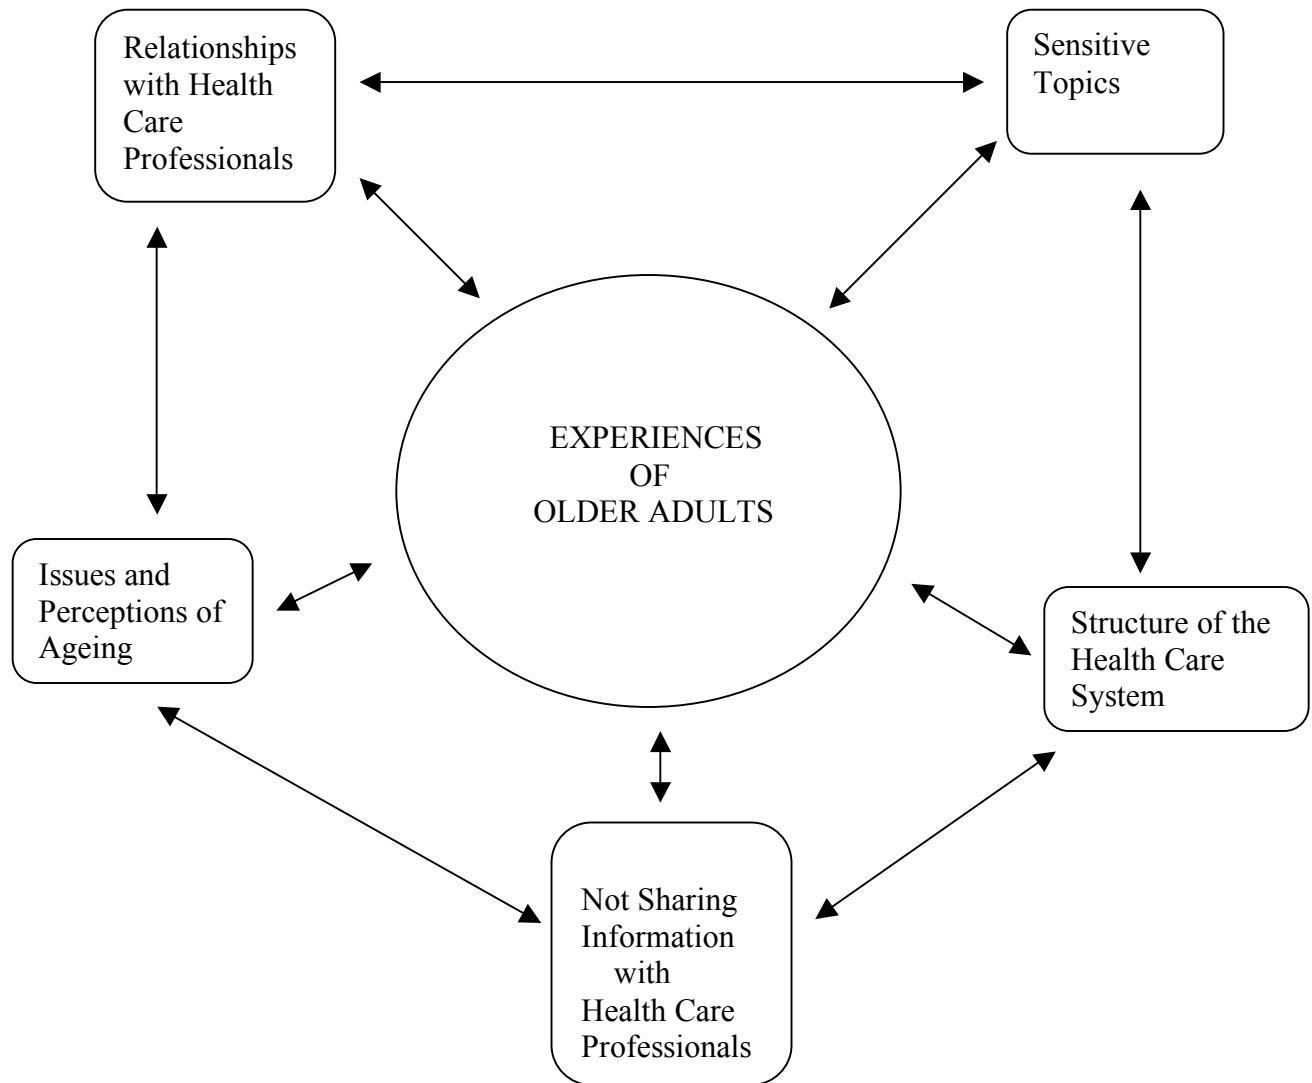 Relationships
with Health
Care
Professionals
Sensitive
Topics
EXPERIENCES
OF
OLDER ADULTS
Issues and
Perceptions of
Ageing
Structure of the
Health Care
System
Not Sharing
Information
with
Health Care
Professionals